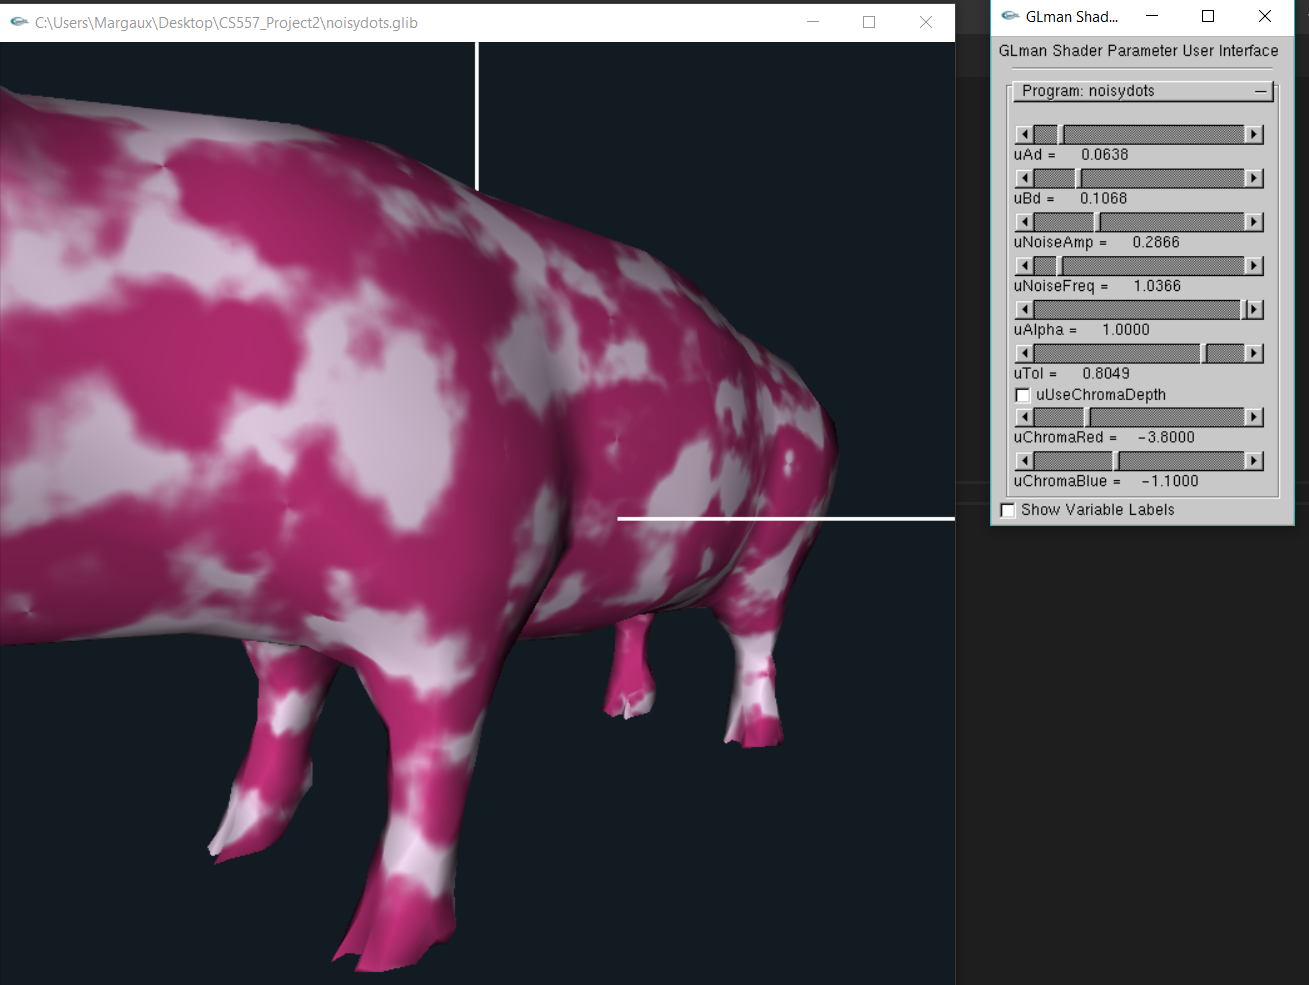 C:\Users\Margaux\Desktop\CS557_Project2\noisydots.glib
GLman Shad...
GLman Shader Parameter User Interface
Program: noisydots
uAd = 0.0638
uBd = 0.1068
uNoiseAmp = 0.2866
uNoiseFreq = 1.0366
uAlpha = 1.0000
uTol = 0.8049
uUseChromaDepth
uChromaRed = -3.8000
uChromaBlue = -1.1000
Show Variable Labels